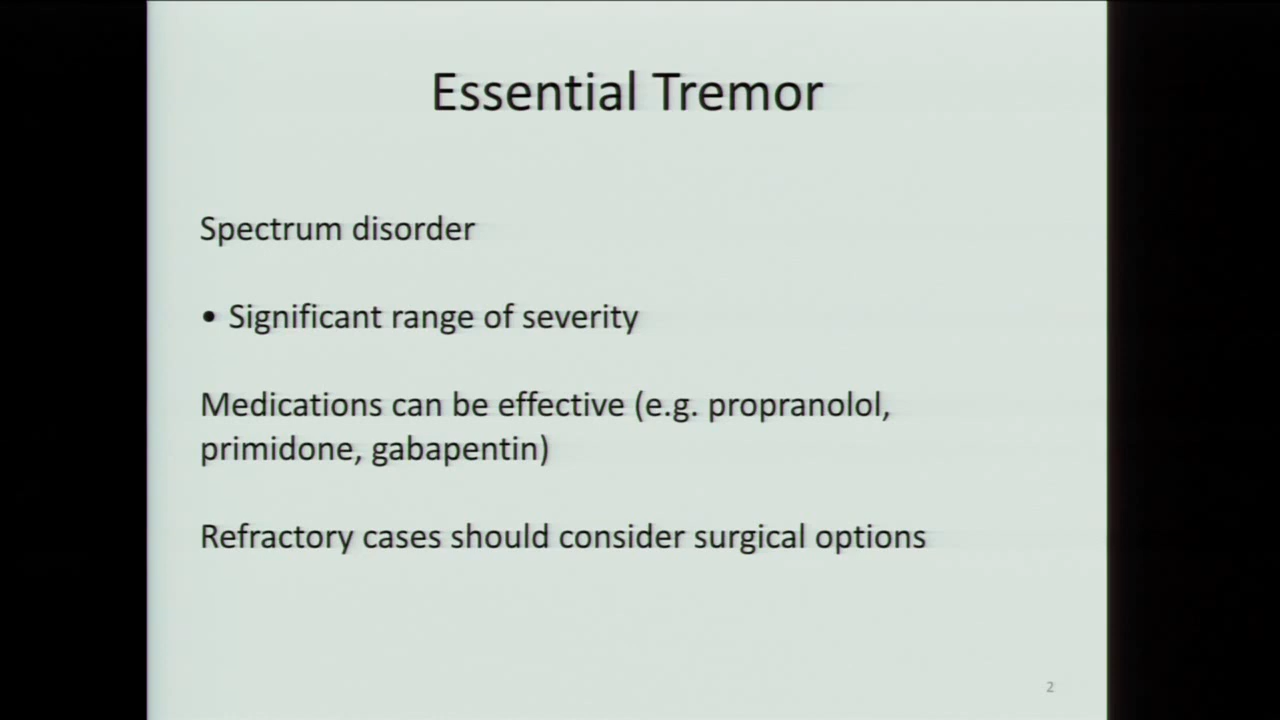 Essential Tremor
Spectrum disorder
• Significant range of severity
Medications can be effective (e.g. propranolol,
primidone, gabapentin)
Refractory cases should consider surgical options
2